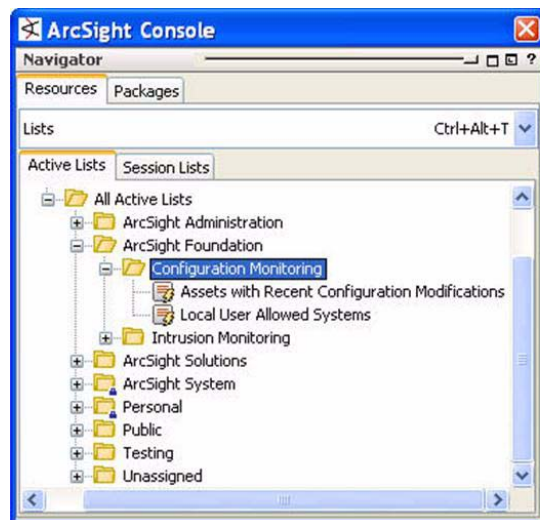 ArcSight Console
Navigator ?
Resources Packages
Lists Ctrl+Alt+T
Active Lists Session Lists
All Active Lists
ArcSight Administration
ArcSight Foundation
Configuration Monitoring
Assets with Recent Configuration Modifications
Local User Allowed Systems
Intrusion Monitoring
ArcSight Solutions
ArcSight System
Personal
Public
Testing
Unassigned